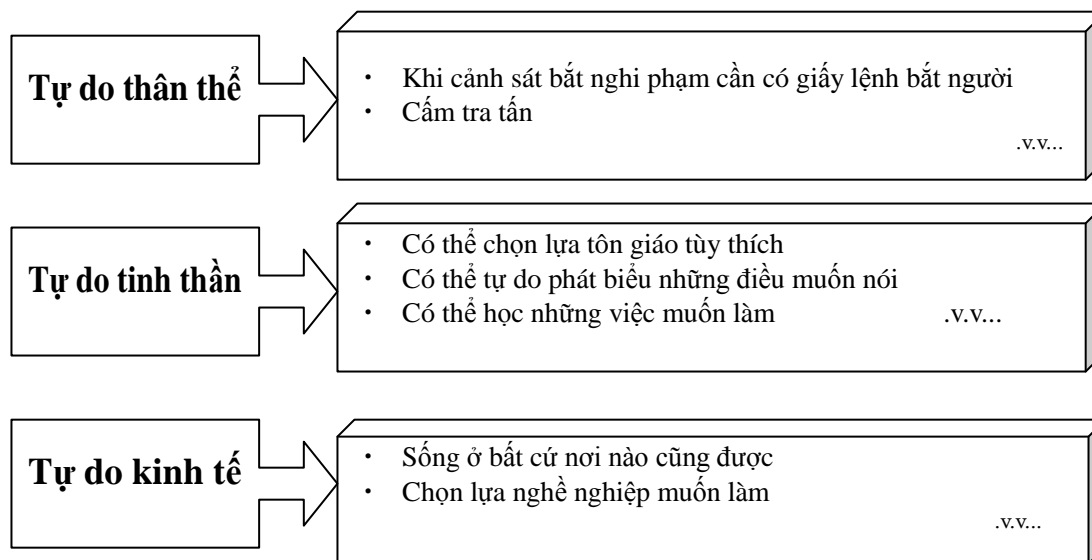 Tự do thân thể
・ Khi cảnh sát bắt nghi phạm cần có giấy lệnh bắt người
・ Cấm tra tấn
.v.v...
Tự do tinh thần
・ Có thể chọn lựa tôn giáo tùy thích
・ Có thể tự do phát biểu những điều muốn nói
・ Có thể học những việc muốn làm .v.v...
Tự do kinh tế
・ Sống ở bất cứ nơi nào cũng được
・ Chọn lựa nghề nghiệp muốn làm
.v.v...